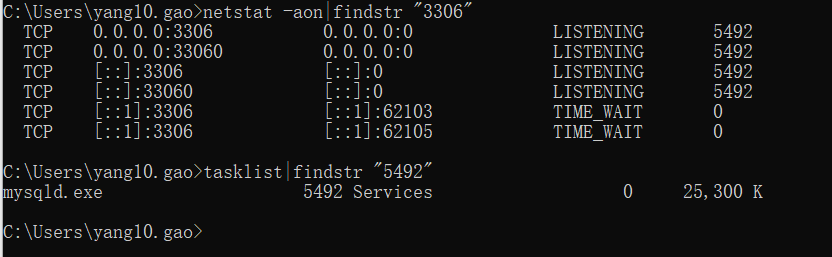 C:\Users\yang10.gao>netstat -aon|findstr "3306"
TCP 0.0.0.0:3306 0.0.0.0:0 LISTENING 5492
TCP 0.0.0.0:33060 0.0.0.0:0 LISTENING 5492
TCP [::]:3306 [::]:0 LISTENING 5492
TCP [::]:33060 [::]:0 LISTENING 5492
TCP [::1]:3306 [::1]:62103 TIME_WAIT 0
TCP [::1]:3306 [::1]:62105 TIME_WAIT 0
C:\Users\yang10.gao>tasklist|findstr "5492"
mysqld.exe 5492 Services 0 25,300 K
C:\Users\yang10.gao>